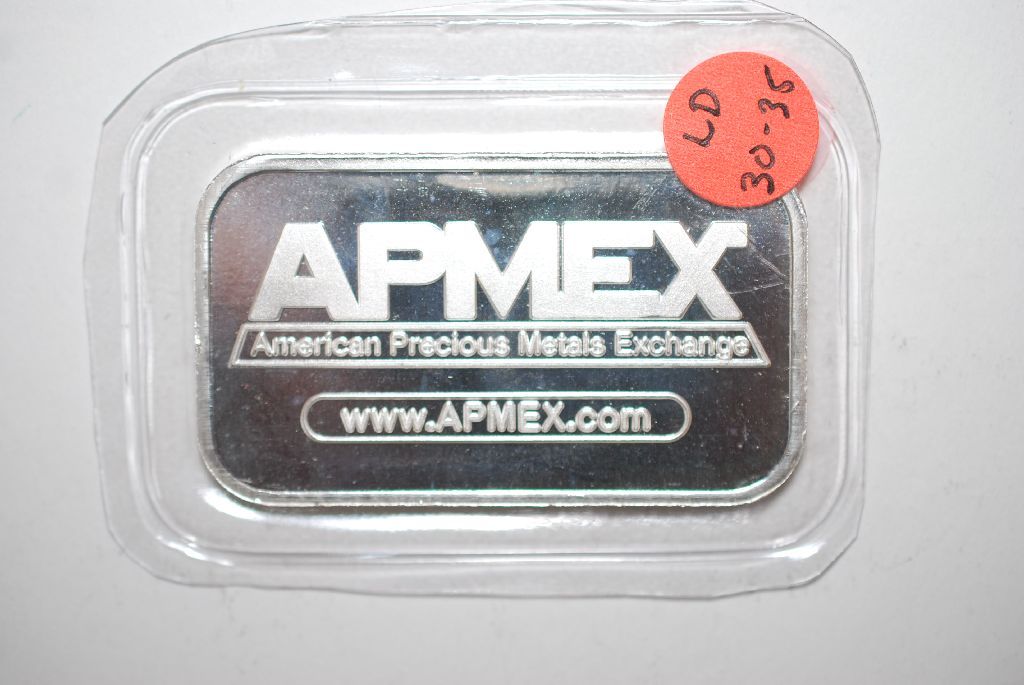 APMEX
American Precious Metals Exchange
www.APMEX.com
LD
30-35